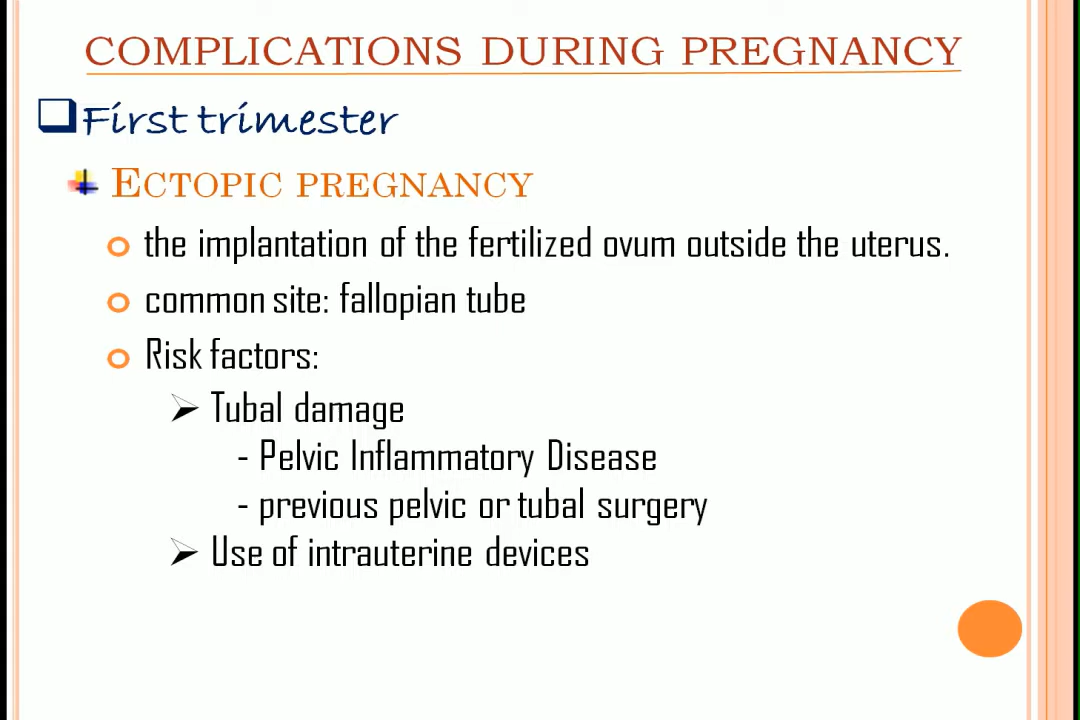 COMPLICATIONS DURING PREGNANCY
First trimester
ECTOPIC PREGNANCY
the implantation of the fertilized ovum outside the uterus.
common site: fallopian tube
Risk factors:
Tubal damage
- Pelvic Inflammatory Disease
- previous pelvic or tubal surgery
Use of intrauterine devices